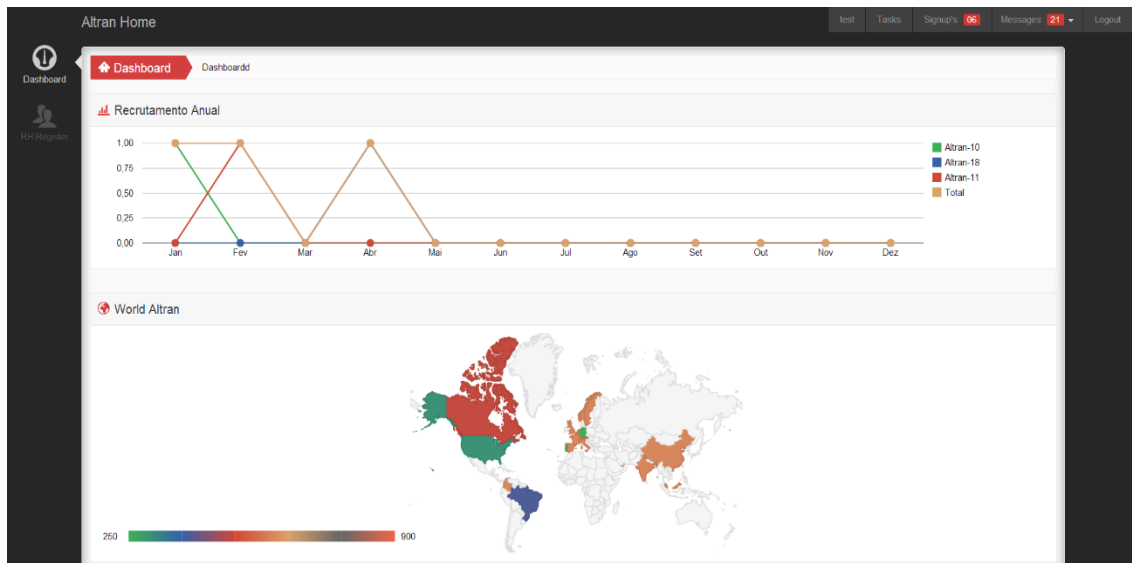 Altran Home
test Tasks Signup's 06 Messages 21 Logout
Dashboard
RH Register
Dashboard Dashboardd
Recrutamento Anual
1,00
0,75
0,50
0,25
0,00
Jan Fev Mar Abr Mai Jun Jul Ago Set Out Nov Dez
Altran-10
Altran-18
Altran-11
Total
World Altran
260 900